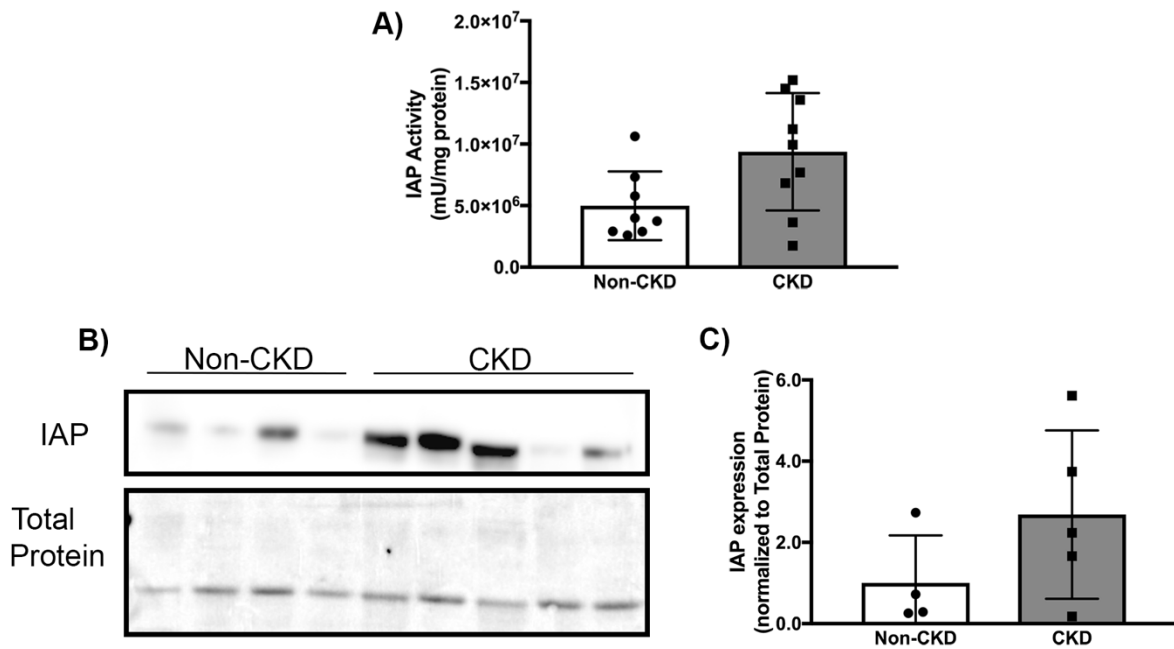 A)
IAP Activity
(mU/mg protein)
2.0×10⁷
1.5×10⁷
1.0×10⁷
5.0×10⁶
0.0
Non-CKD
CKD
B)
Non-CKD
CKD
IAP
Total
Protein
C)
IAP expression
(normalized to Total Protein)
6.0
4.0
2.0
0.0
Non-CKD
CKD